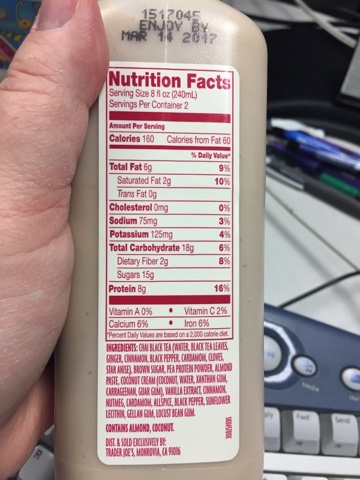 1517045
ENJOY BY
MAR 14 2017
Nutrition Facts
Serving Size 8 fl oz (240mL)
Servings Per Container 2
Amount Per Serving
Calories 160 Calories from Fat 60
% Daily Value*
Total Fat 6g 9%
Saturated Fat 2g 10%
Trans Fat 0g
Cholesterol 0mg 0%
Sodium 75mg 3%
Potassium 125mg 4%
Total Carbohydrate 18g 6%
Dietary Fiber 2g 8%
Sugars 15g
Protein 8g 16%
Vitamin A 0% • Vitamin C 2%
Calcium 6% • Iron 6%
*Percent Daily Values are based on a 2,000 calorie diet.
INGREDIENTS: CHAI BLACK TEA (WATER, BLACK TEA LEAVES,
GINGER, CINNAMON, BLACK PEPPER, CARDAMOM, CLOVES,
STAR ANISE), BROWN SUGAR, PEA PROTEIN POWDER, ALMOND
PASTE, COCONUT CREAM (COCONUT, WATER, XANTHAN GUM,
CARRAGEENAN, GUAR GUM), VANILLA EXTRACT, CINNAMON,
NUTMEG, CARDAMOM, ALLSPICE, BLACK PEPPER, SUNFLOWER
LECITHIN, GELLAN GUM, LOCUST BEAN GUM.
CONTAINS ALMOND, COCONUT.
DIST. & SOLD EXCLUSIVELY BY:
TRADER JOE'S, MONROVIA, CA 91016
Media
Fwd
Send